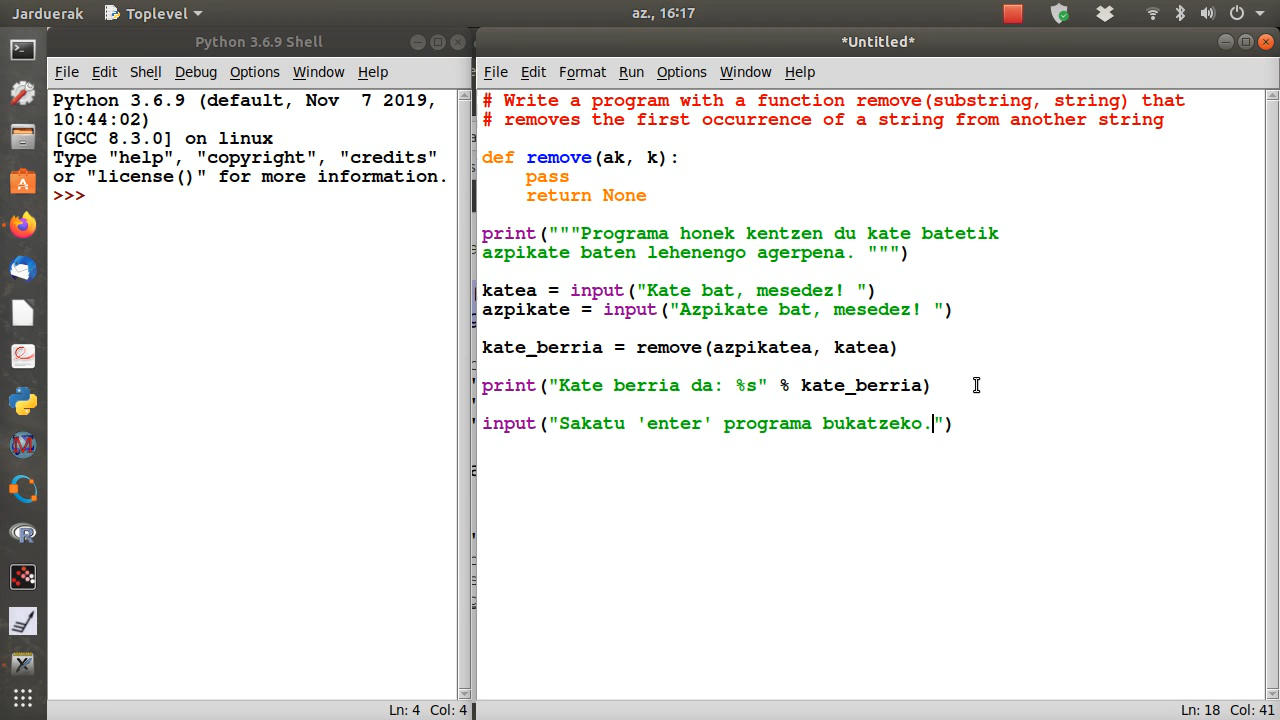 Jarduerak
Toplevel
az., 16:17
Python 3.6.9 Shell
File Edit Shell Debug Options Window Help
Python 3.6.9 (default, Nov  7 2019,
10:44:02)
[GCC 8.3.0] on linux
Type "help", "copyright", "credits"
or "license()" for more information.
>>>
Ln: 4 Col: 4
*Untitled*
File Edit Format Run Options Window Help
# Write a program with a function remove(substring, string) that
# removes the first occurrence of a string from another string
def remove(ak, k):
    pass
    return None
print("""Programa honek kentzen du kate batetik
azpikate baten lehenengo agerpena. """)
katea = input("Kate bat, mesedez! ")
azpikate = input("Azpikate bat, mesedez! ")
kate_berria = remove(azpikatea, katea)
print("Kate berria da: %s" % kate_berria)
input("Sakatu 'enter' programa bukatzeko.")
Ln: 18 Col: 41